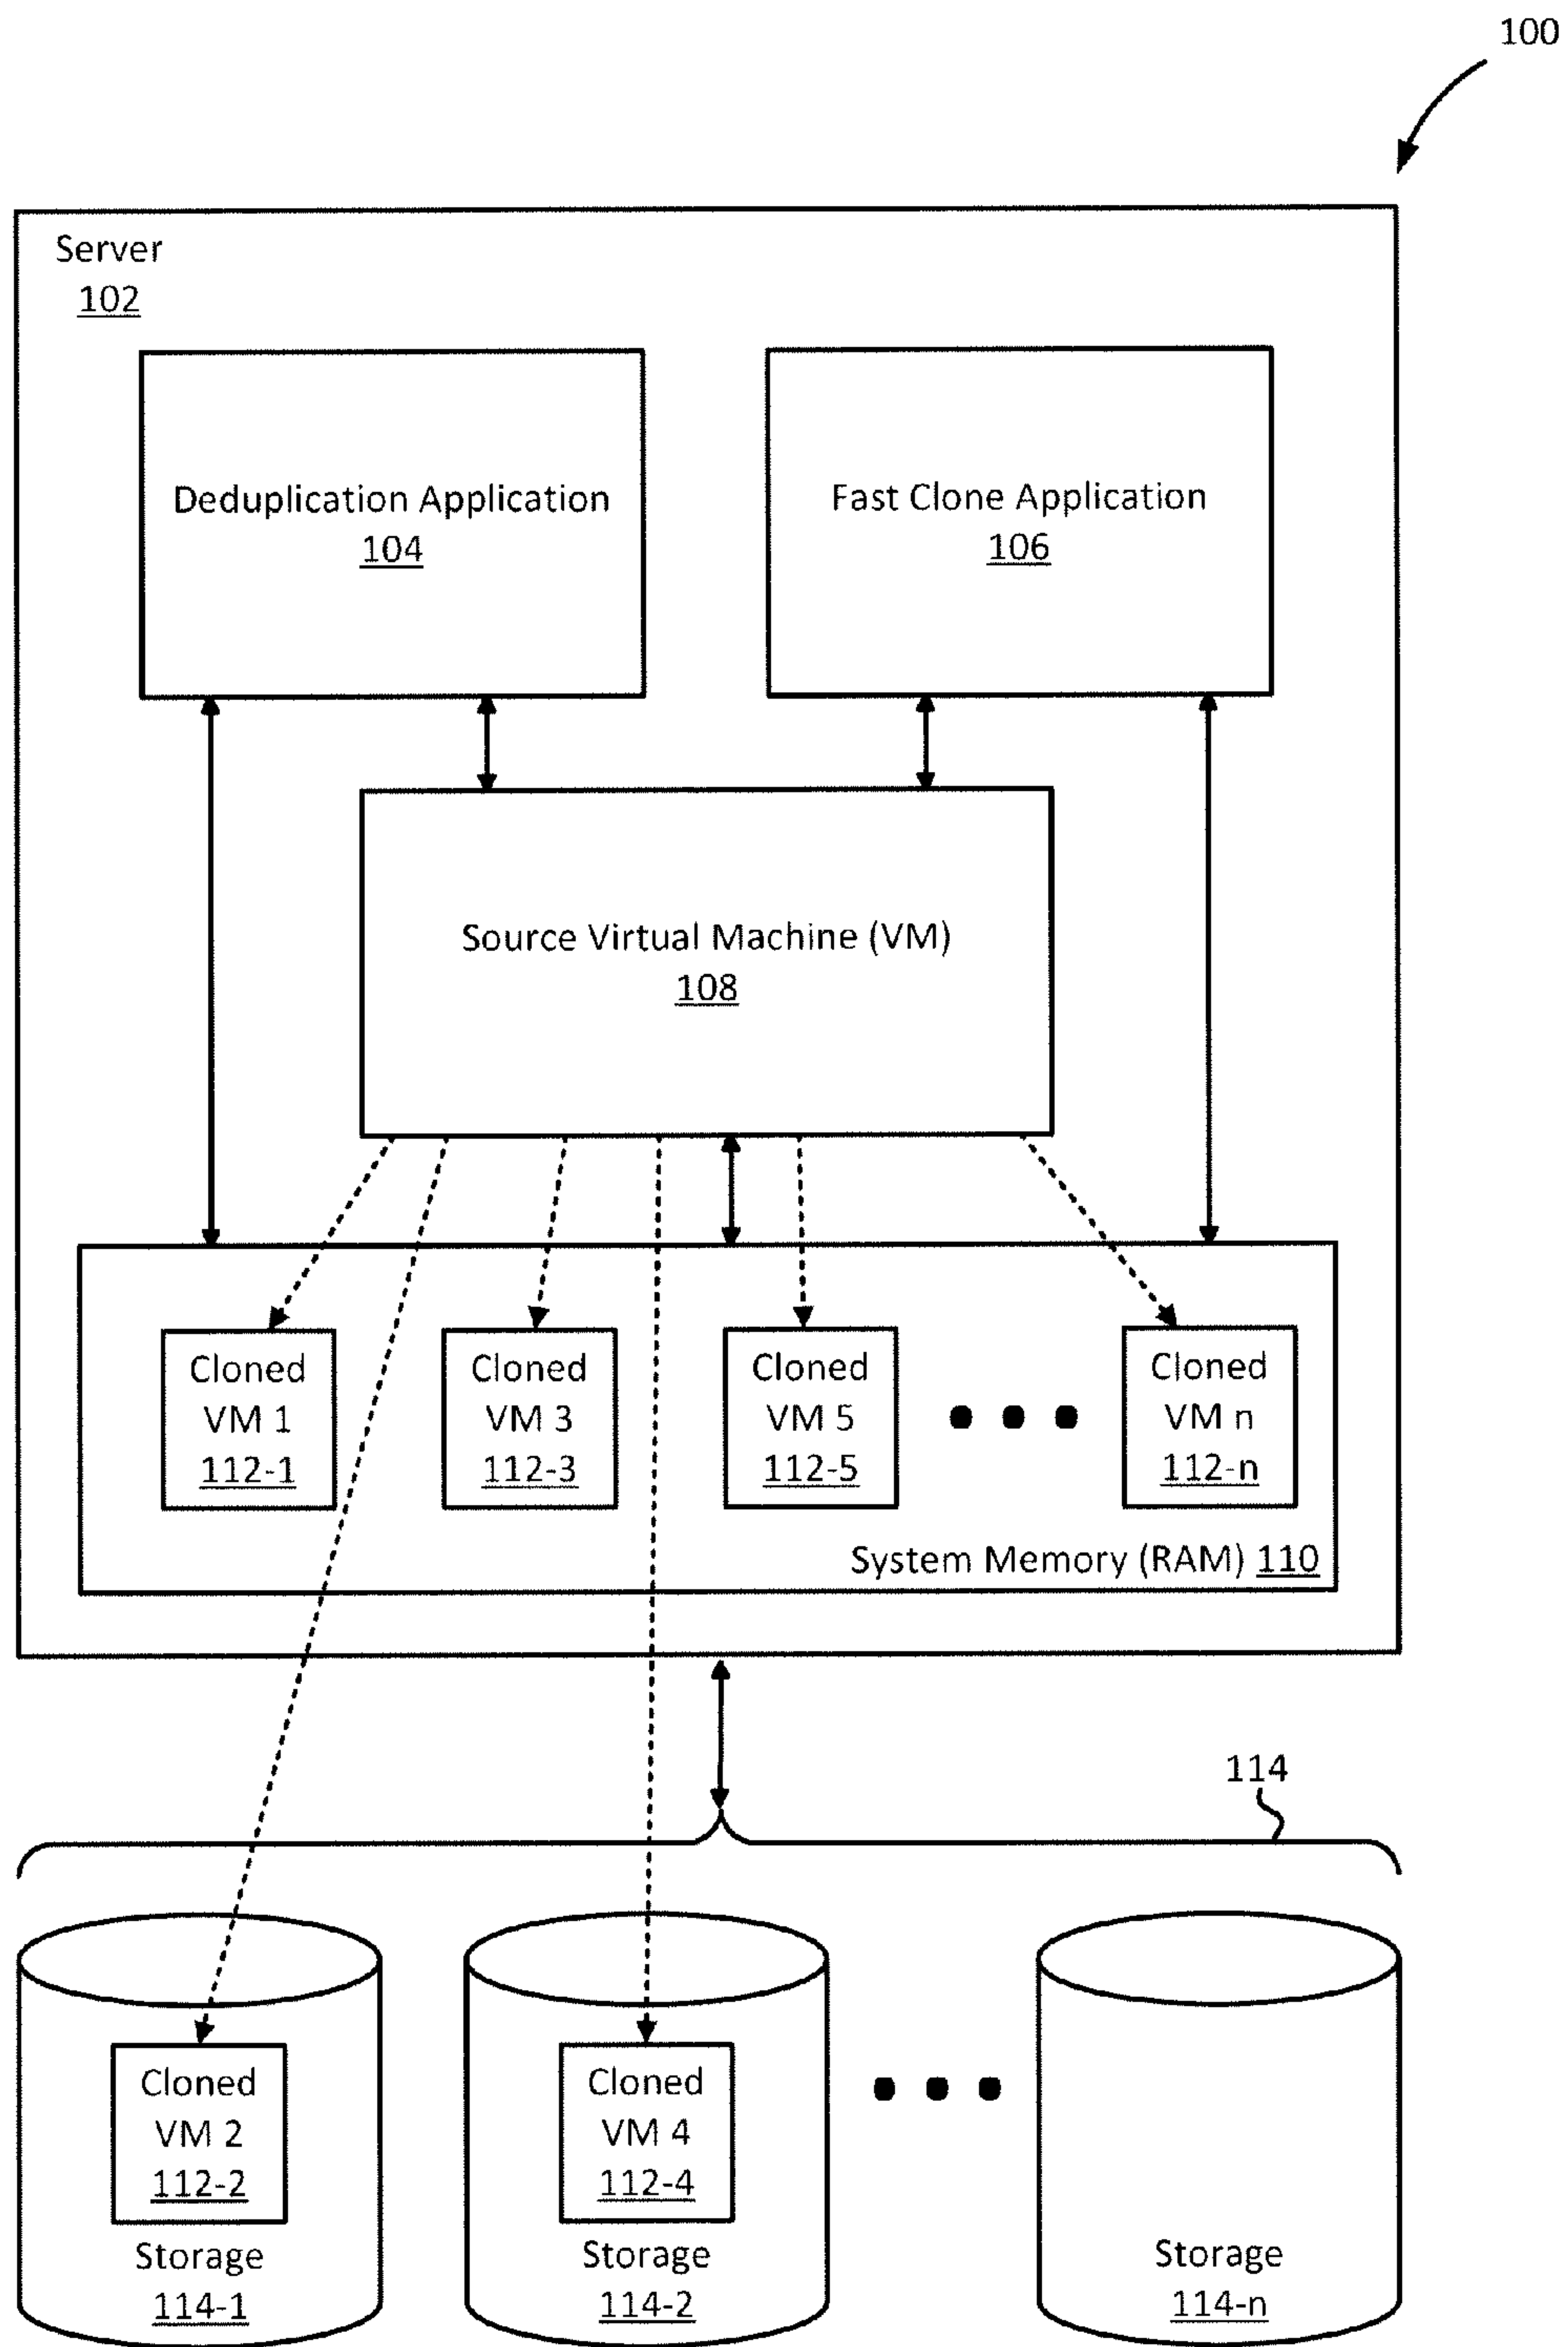 100
Server
102
Deduplication Application
104
Fast Clone Application
106
Source Virtual Machine (VM)
108
Cloned
VM 1
112-1
Cloned
VM 3
112-3
Cloned
VM 5
112-5
Cloned
VM n
112-n
System Memory (RAM) 110
114
Cloned
VM 2
112-2
Storage
114-1
Cloned
VM 4
112-4
Storage
114-2
Storage
114-n